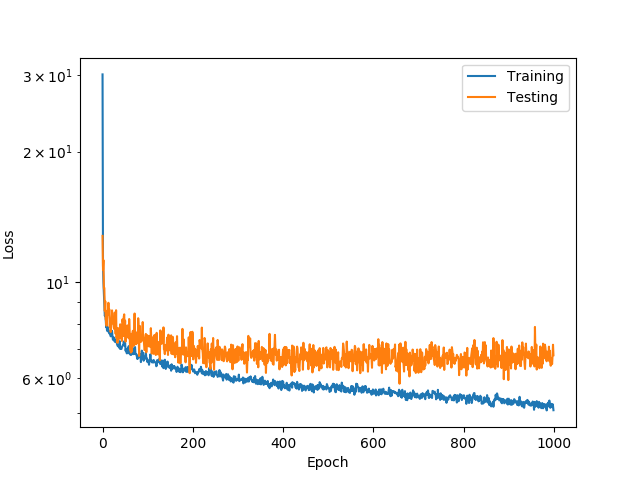 Training
Testing
3 × 10¹
2 × 10¹
10¹
6 × 10⁰
Loss
0
200
400
600
800
1000
Epoch